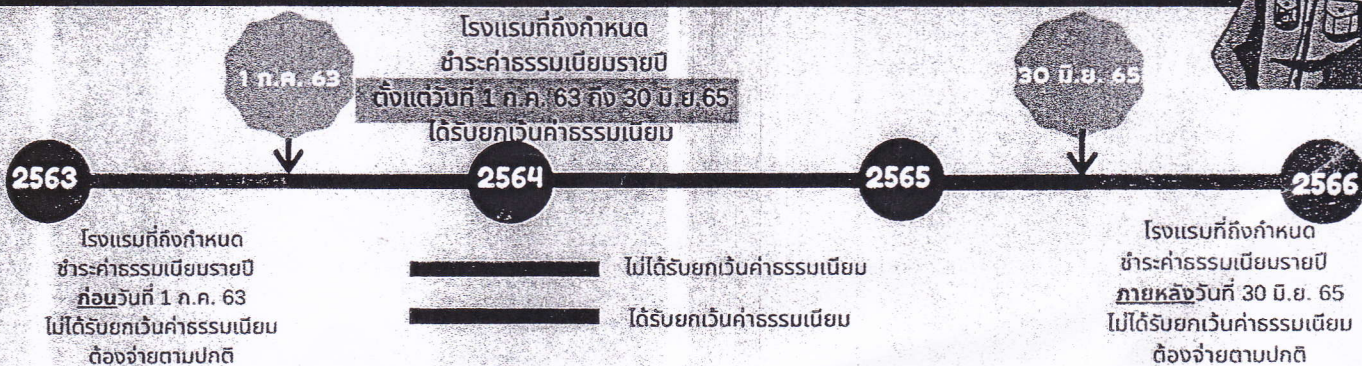 โรงแรมที่ถึงกำหนด
ชำระค่าธรรมเนียมรายปี
ตั้งแต่วันที่ 1 ก.ค. 63 ถึง 30 มิ.ย.65
ได้รับยกเว้นค่าธรรมเนียม
1 ก.ค. 63
30 มิ.ย. 65
2563
2564
2565
2566
โรงแรมที่ถึงกำหนด
ชำระค่าธรรมเนียมรายปี
ก่อนวันที่ 1 ก.ค. 63
ไม่ได้รับยกเว้นค่าธรรมเนียม
ต้องจ่ายตามปกติ
ไม่ได้รับยกเว้นค่าธรรมเนียม
ได้รับยกเว้นค่าธรรมเนียม
โรงแรมที่ถึงกำหนด
ชำระค่าธรรมเนียมรายปี
ภายหลังวันที่ 30 มิ.ย. 65
ไม่ได้รับยกเว้นค่าธรรมเนียม
ต้องจ่ายตามปกติ